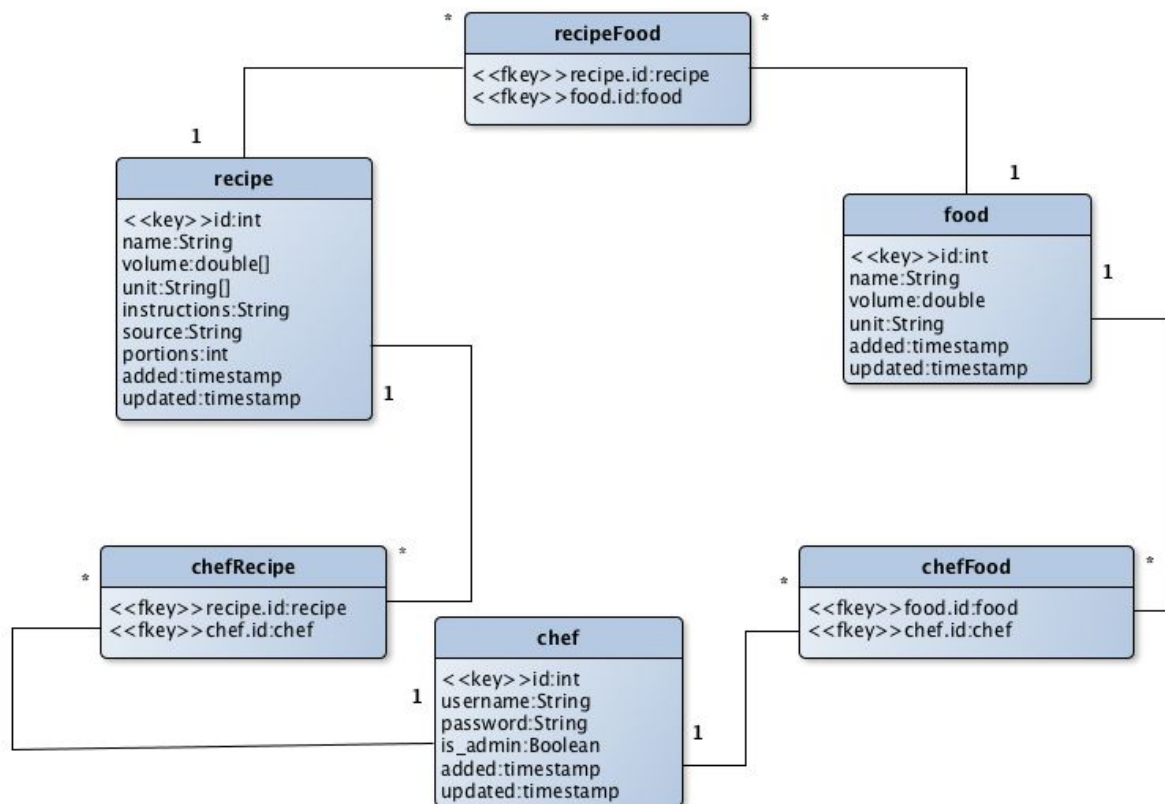 * *
recipeFood
<<fkey>>recipe.id:recipe
<<fkey>>food.id:food
1
1
recipe
<<key>>id:int
name:String
volume:double[]
unit:String[]
instructions:String
source:String
portions:int
added:timestamp
updated:timestamp
1
food
<<key>>id:int
name:String
volume:double
unit:String
added:timestamp
updated:timestamp
1
* *
chefRecipe
<<fkey>>recipe.id:recipe
<<fkey>>chef.id:chef
* *
chefFood
<<fkey>>food.id:food
<<fkey>>chef.id:chef
1
chef
<<key>>id:int
username:String
password:String
is_admin:Boolean
added:timestamp
updated:timestamp
1